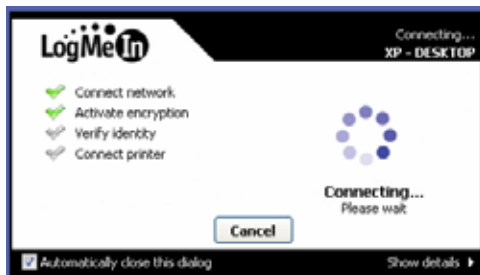 LogMeIn
Connecting...
XP - DESKTOP
Connect network
Activate encryption
Verify identity
Connect printer
Connecting...
Please wait
Cancel
Automatically close this dialog
Show details